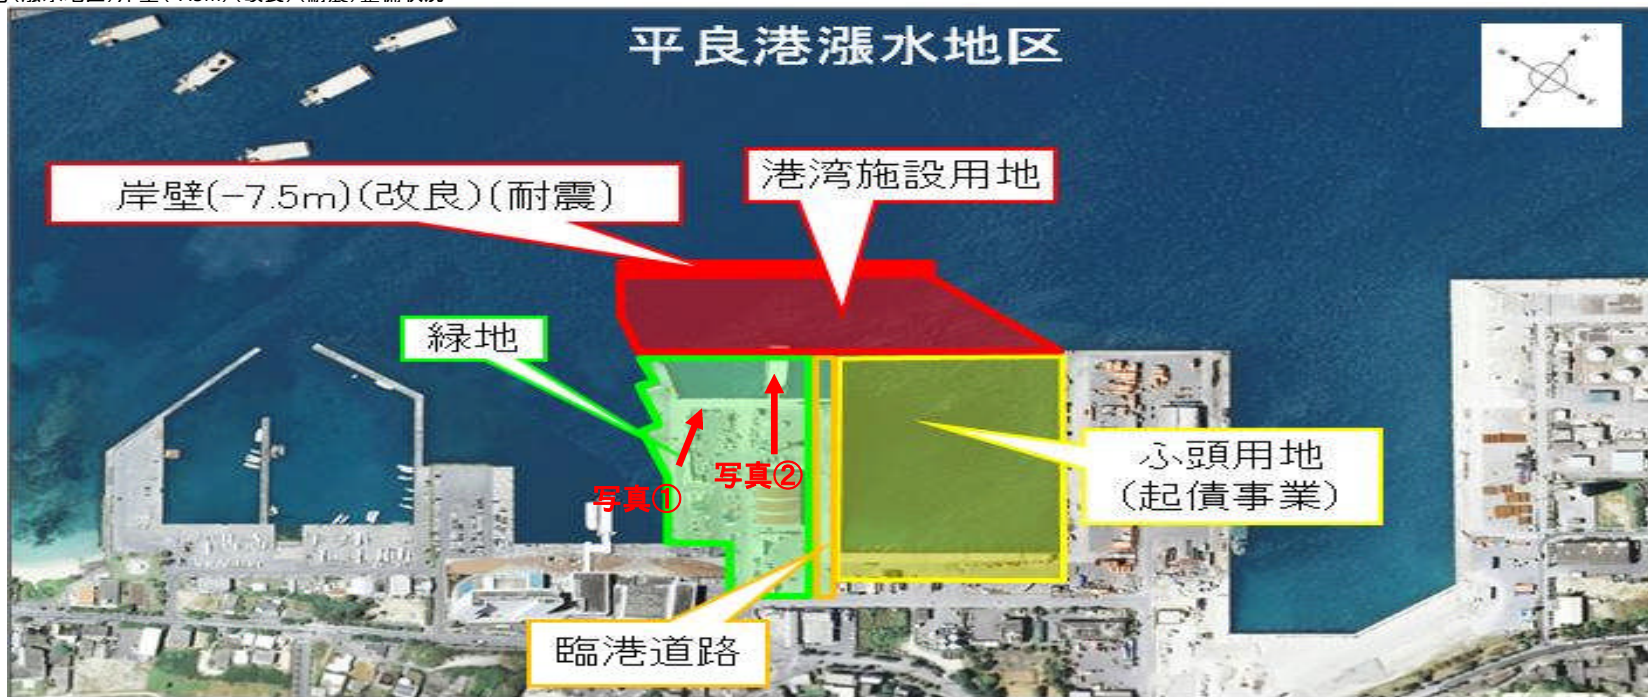 平良港漲水地区
岸壁(-7.5m)(改良)(耐震)
港湾施設用地
緑地
写真①
写真②
ふ頭用地
(起債事業)
臨港道路